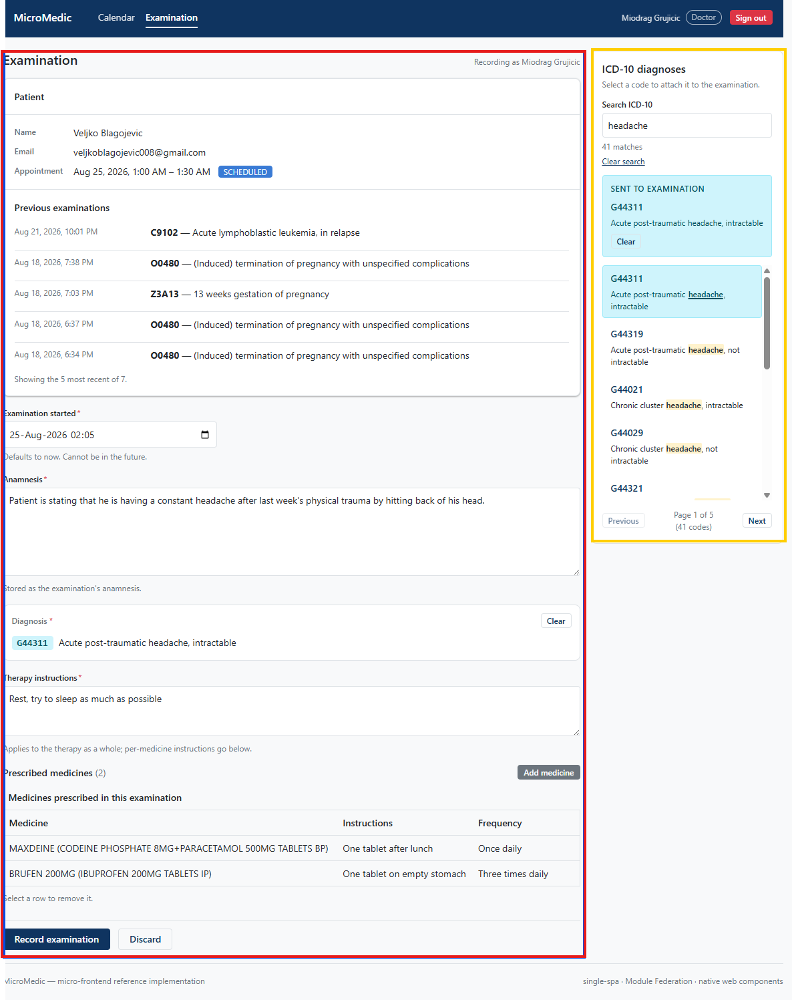 MicroMedic Calendar Examination Miodrag Grujicic Doctor Sign out
Examination
Recording as Miodrag Grujicic
Patient
Name Veljko Blagojevic
Email veljkoblagojevic008@gmail.com
Appointment Aug 25, 2026, 1:00 AM – 1:30 AM SCHEDULED
Previous examinations
Aug 21, 2026, 10:01 PM C9102 — Acute lymphoblastic leukemia, in relapse
Aug 18, 2026, 7:38 PM O0480 — (Induced) termination of pregnancy with unspecified complications
Aug 18, 2026, 7:03 PM Z3A13 — 13 weeks gestation of pregnancy
Aug 18, 2026, 6:37 PM O0480 — (Induced) termination of pregnancy with unspecified complications
Aug 18, 2026, 6:34 PM O0480 — (Induced) termination of pregnancy with unspecified complications
Showing the 5 most recent of 7.
Examination started *
25-Aug-2026 02:05
Defaults to now. Cannot be in the future.
Anamnesis *
Patient is stating that he is having a constant headache after last week's physical trauma by hitting back of his head.
Stored as the examination's anamnesis.
Diagnosis * Clear
G44311 Acute post-traumatic headache, intractable
Therapy instructions *
Rest, try to sleep as much as possible
Applies to the therapy as a whole; per-medicine instructions go below.
Prescribed medicines (2) Add medicine
Medicines prescribed in this examination
Medicine Instructions Frequency
MAXDEINE (CODEINE PHOSPHATE 8MG+PARACETAMOL 500MG TABLETS BP) One tablet after lunch Once daily
BRUFEN 200MG (IBUPROFEN 200MG TABLETS IP) One tablet on empty stomach Three times daily
Select a row to remove it.
Record examination Discard
ICD-10 diagnoses
Select a code to attach it to the examination.
Search ICD-10
headache
41 matches
Clear search
SENT TO EXAMINATION
G44311
Acute post-traumatic headache, intractable
Clear
G44311
Acute post-traumatic headache,
intractable
G44319
Acute post-traumatic headache, not
intractable
G44021
Chronic cluster headache, intractable
G44029
Chronic cluster headache, not
intractable
G44321
Previous Page 1 of 5 Next
(41 codes)
MicroMedic — micro-frontend reference implementation
single-spa · Module Federation · native web components